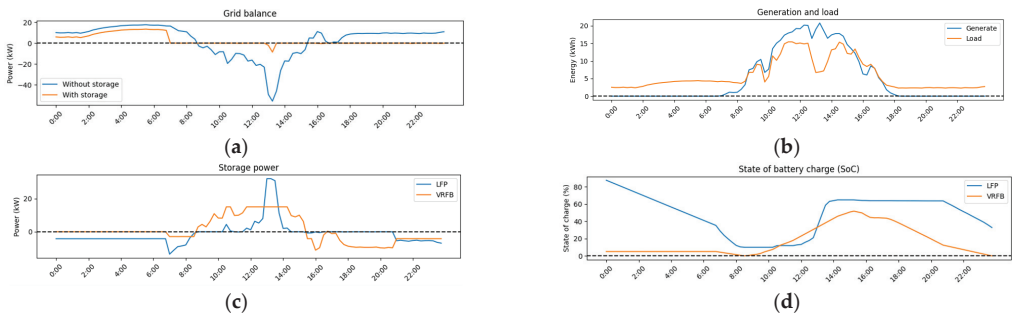 Grid balance
Power (kW)
20
0
−20
−40
Without storage
With storage
0:00 2:00 4:00 6:00 8:00 10:00 12:00 14:00 16:00 18:00 20:00 22:00
(a)
Generation and load
Energy (kWh)
20
15
10
5
0
Generate
Load
0:00 2:00 4:00 6:00 8:00 10:00 12:00 14:00 16:00 18:00 20:00 22:00
(b)
Storage power
Power (kW)
20
0
LFP
VRFB
0:00 2:00 4:00 6:00 8:00 10:00 12:00 14:00 16:00 18:00 20:00 22:00
(c)
State of battery charge (SoC)
State of charge (%)
80
60
40
20
0
LFP
VRFB
0:00 2:00 4:00 6:00 8:00 10:00 12:00 14:00 16:00 18:00 20:00 22:00
(d)